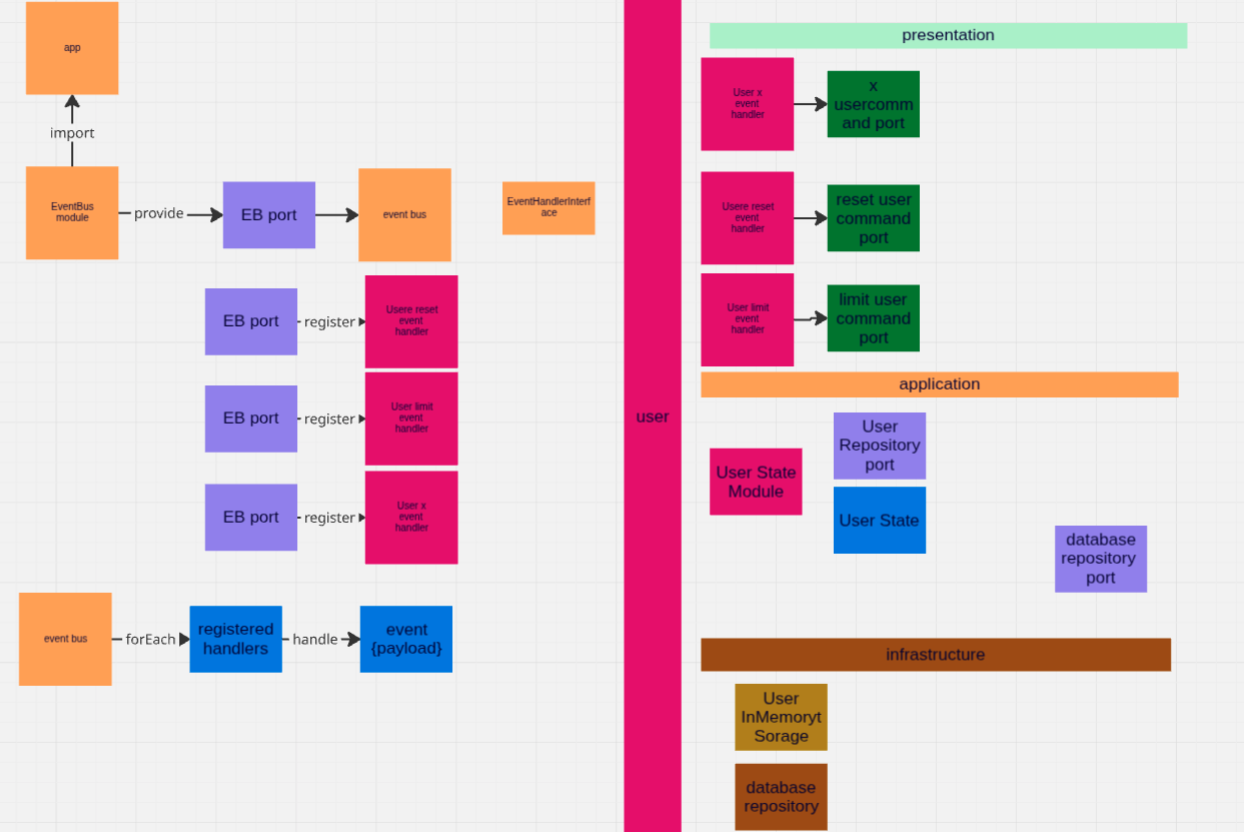 app
import
EventBus
module
provide
EB port
event bus
EventHandlerInterf
ace
EB port
register
Usere reset
event
handler
EB port
register
User limit
event
handler
EB port
register
User x
event
handler
event bus
forEach
registered
handlers
handle
event
{payload}
user
presentation
User x
event
handler
x
usercomm
and port
Usere reset
event
handler
reset user
command
port
User limit
event
handler
limit user
command
port
application
User State
Module
User
Repository
port
User State
database
repository
port
infrastructure
User
InMemoryt
Sorage
database
repository